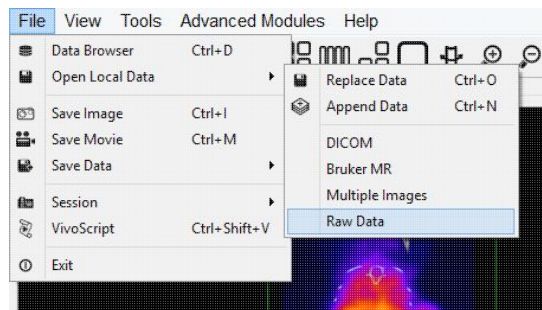 File View Tools Advanced Modules Help
Data Browser Ctrl+D
Open Local Data
Save Image Ctrl+I
Save Movie Ctrl+M
Save Data
Session
VivoScript Ctrl+Shift+V
Exit
Replace Data Ctrl+O
Append Data Ctrl+N
DICOM
Bruker MR
Multiple Images
Raw Data